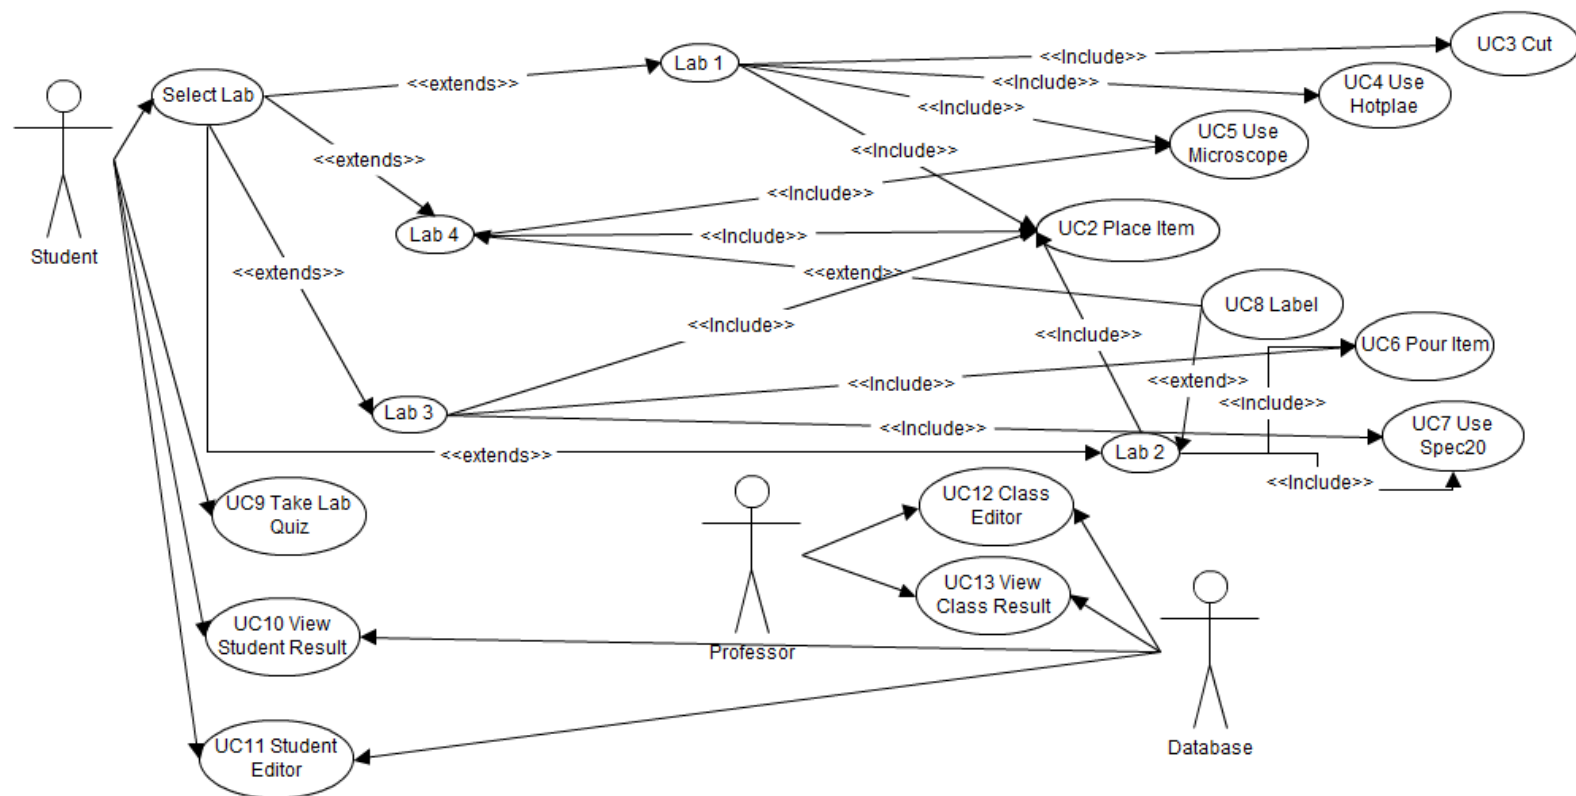 <<Include>>
UC3 Cut
Lab 1
<<extends>>
Select Lab
<<Include>>
UC4 Use
Hotplae
<<Include>>
UC5 Use
Microscope
<<Include>>
<<extends>>
<<Include>>
Student
Lab 4
<<Include>>
UC2 Place Item
<<extends>>
<<extend>>
UC8 Label
<<Include>>
<<Include>>
UC6 Pour Item
<<Include>>
<<extend>>
<<Include>>
Lab 3
<<Include>>
UC7 Use
Spec20
<<extends>>
Lab 2
<<Include>>
UC9 Take Lab
Quiz
UC12 Class
Editor
UC13 View
Class Result
UC10 View
Student Result
Professor
UC11 Student
Editor
Database